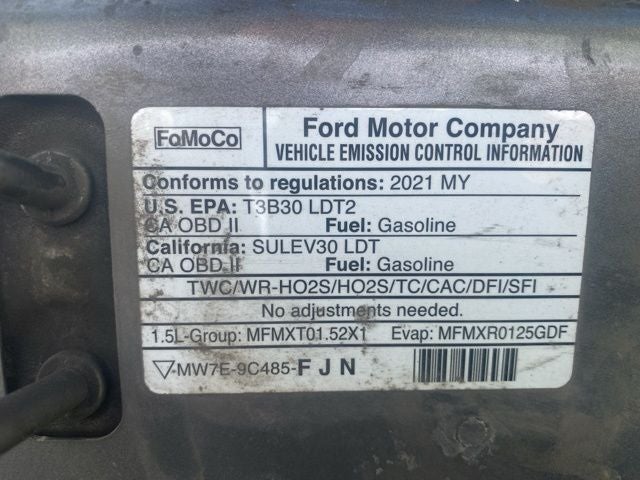 FoMoCo
Ford Motor Company
VEHICLE EMISSION CONTROL INFORMATION
Conforms to regulations: 2021 MY
U.S. EPA: T3B30 LDT2
CA OBD II Fuel: Gasoline
California: SULEV30 LDT
CA OBD II Fuel: Gasoline
TWC/WR-HO2S/HO2S/TC/CAC/DFI/SFI
No adjustments needed.
1.5L-Group: MFMXT01.52X1 Evap: MFMXR0125GDF
-MW7E-9C485-F J N